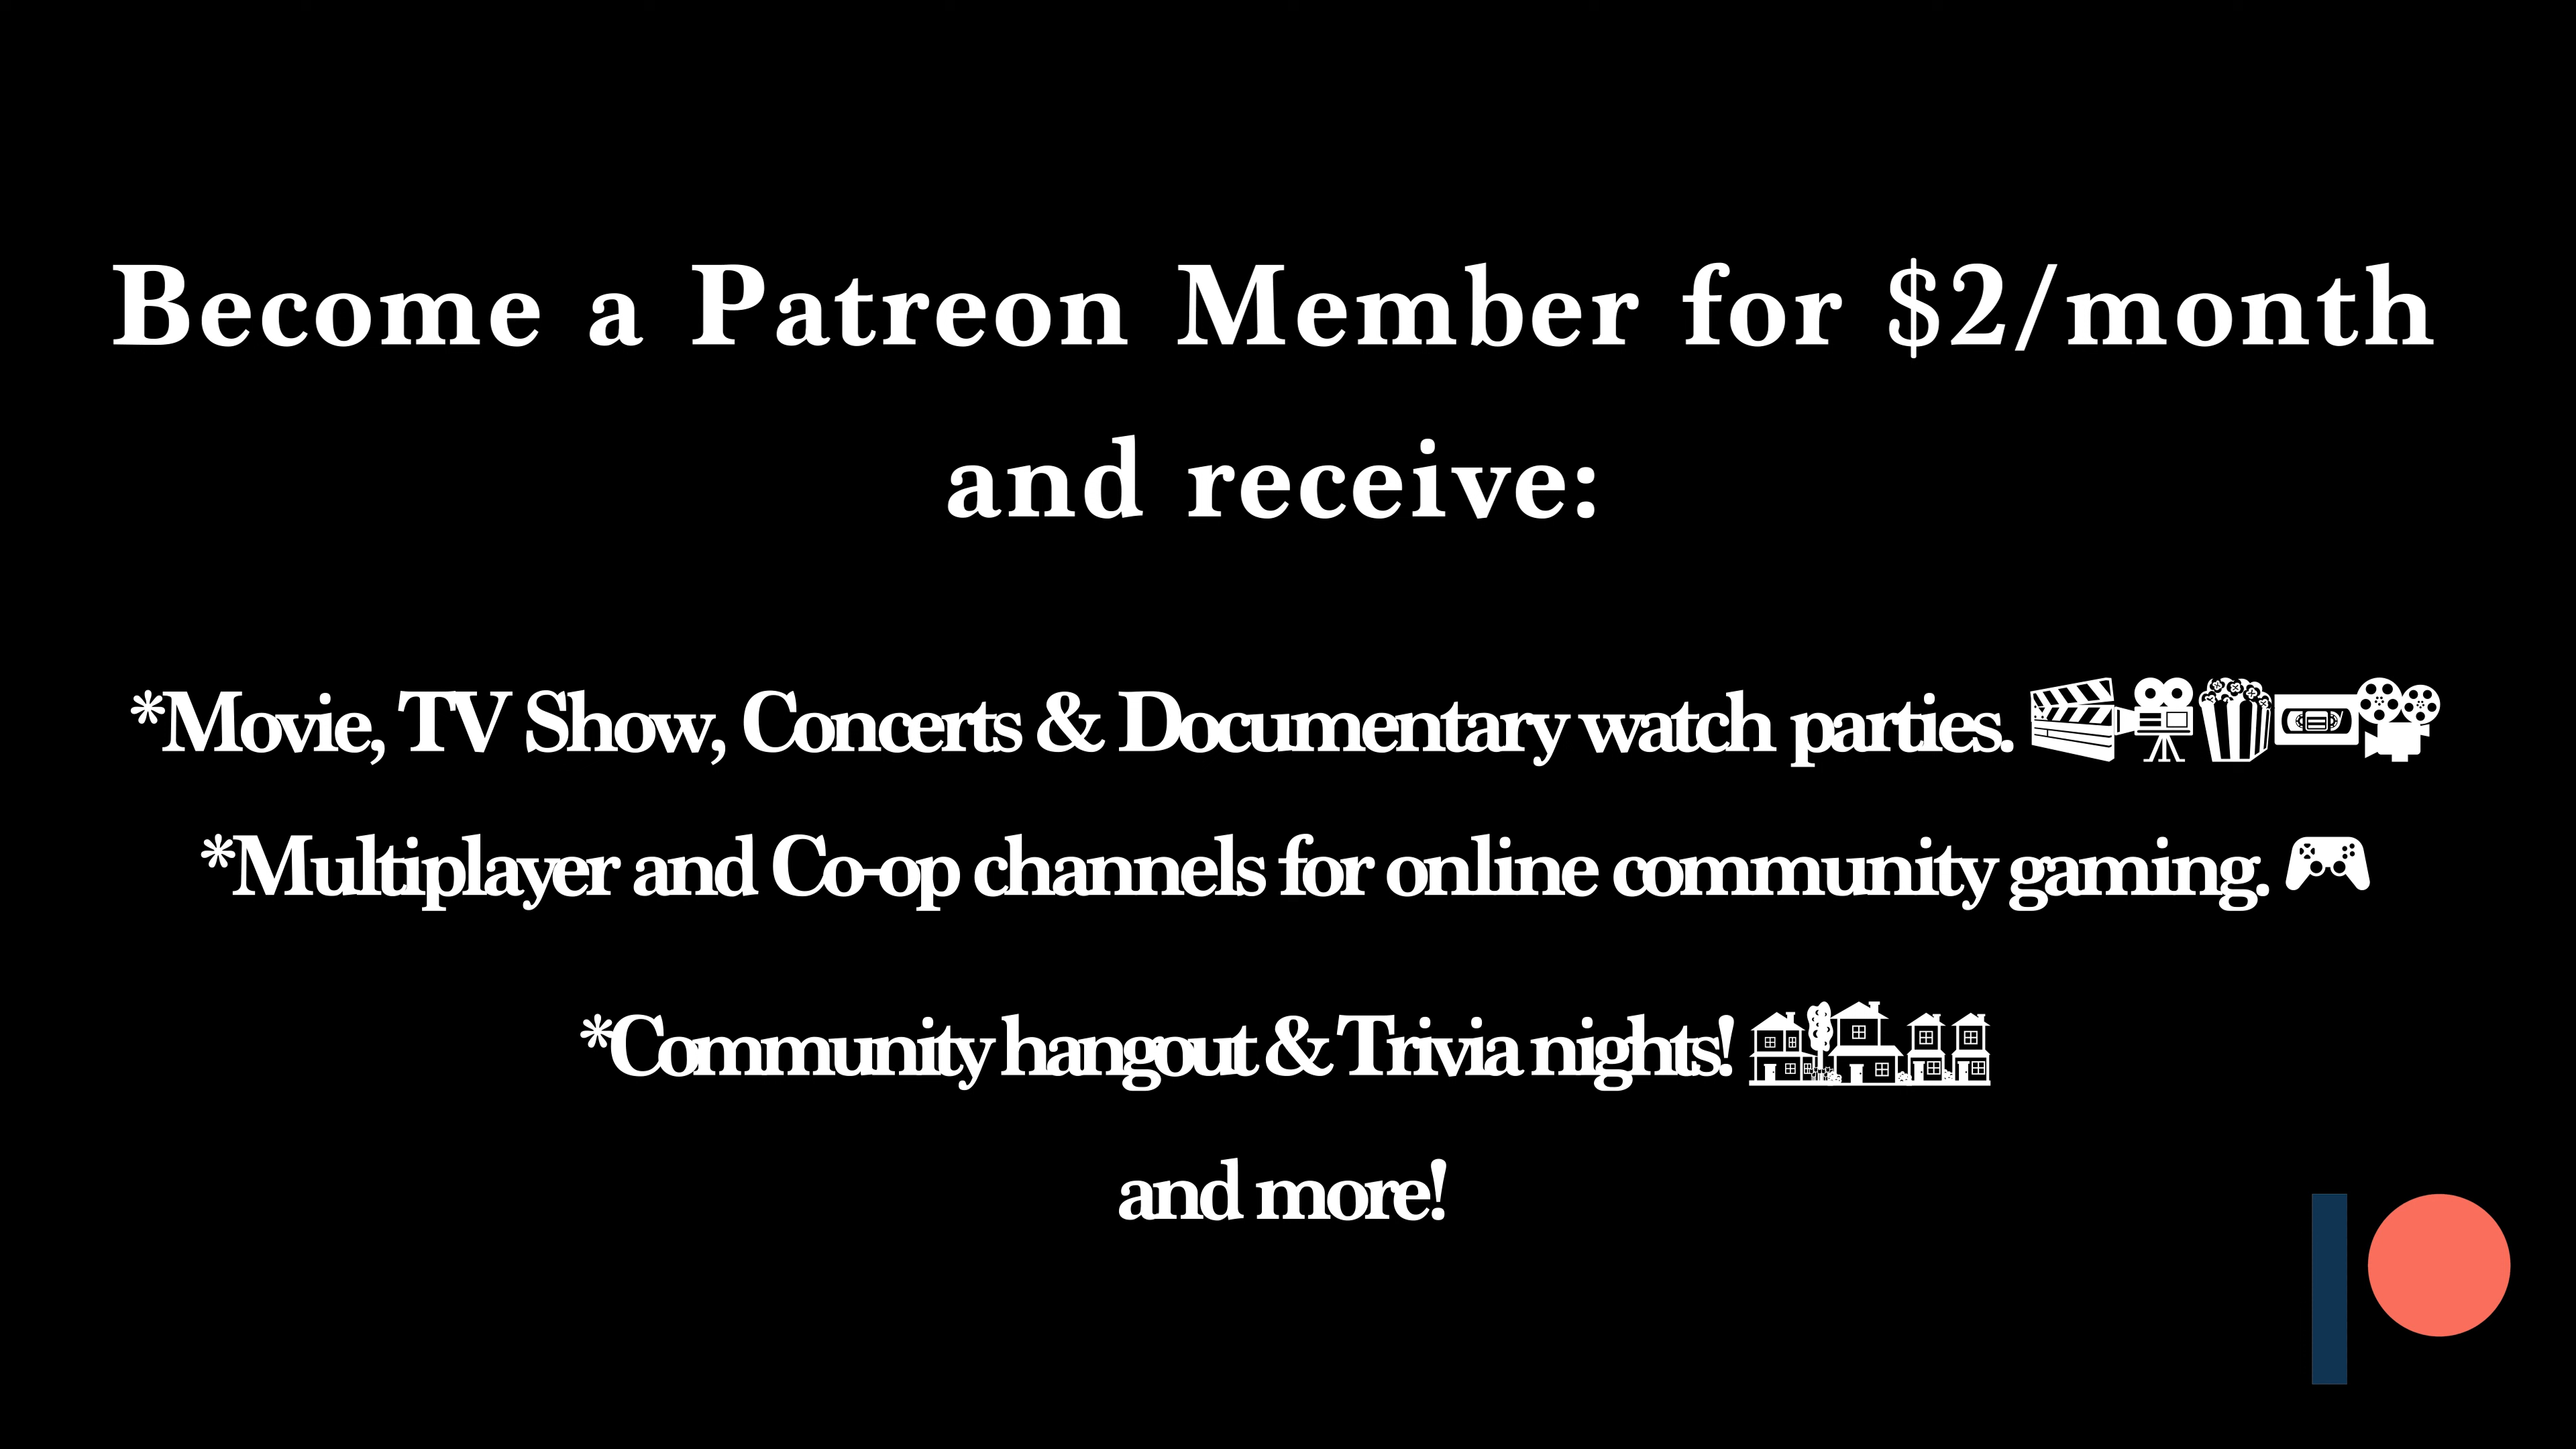 Become a Patreon Member for $2/month
and receive:
*Movie, TV Show, Concerts & Documentary watch parties.
*Multiplayer and Co-op channels for online community gaming.
*Community hangout & Trivia nights!
and more!